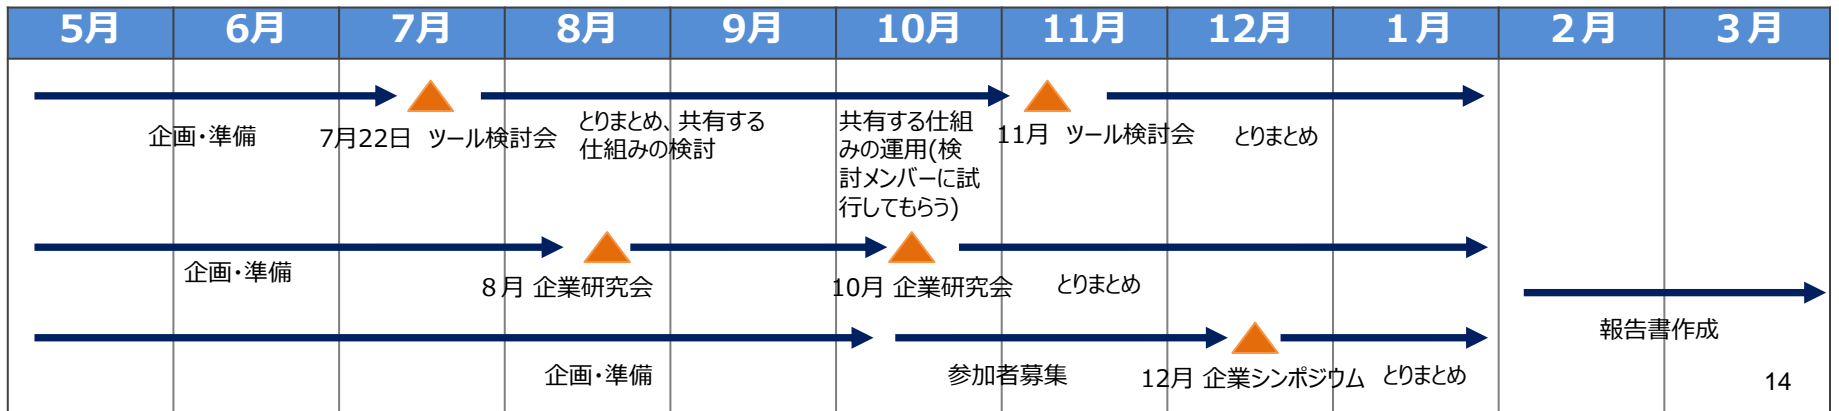 5月 6月 7月 8月 9月 10月 11月 12月 1月 2月 3月
企画・準備
7月22日 ツール検討会
とりまとめ、共有する
仕組みの検討
共有する仕組
みの運用(検
討メンバーに試
行してもらう)
11月 ツール検討会
とりまとめ
企画・準備
8月 企業研究会
10月 企業研究会
とりまとめ
企画・準備
参加者募集
12月 企業シンポジウム
とりまとめ
報告書作成
14